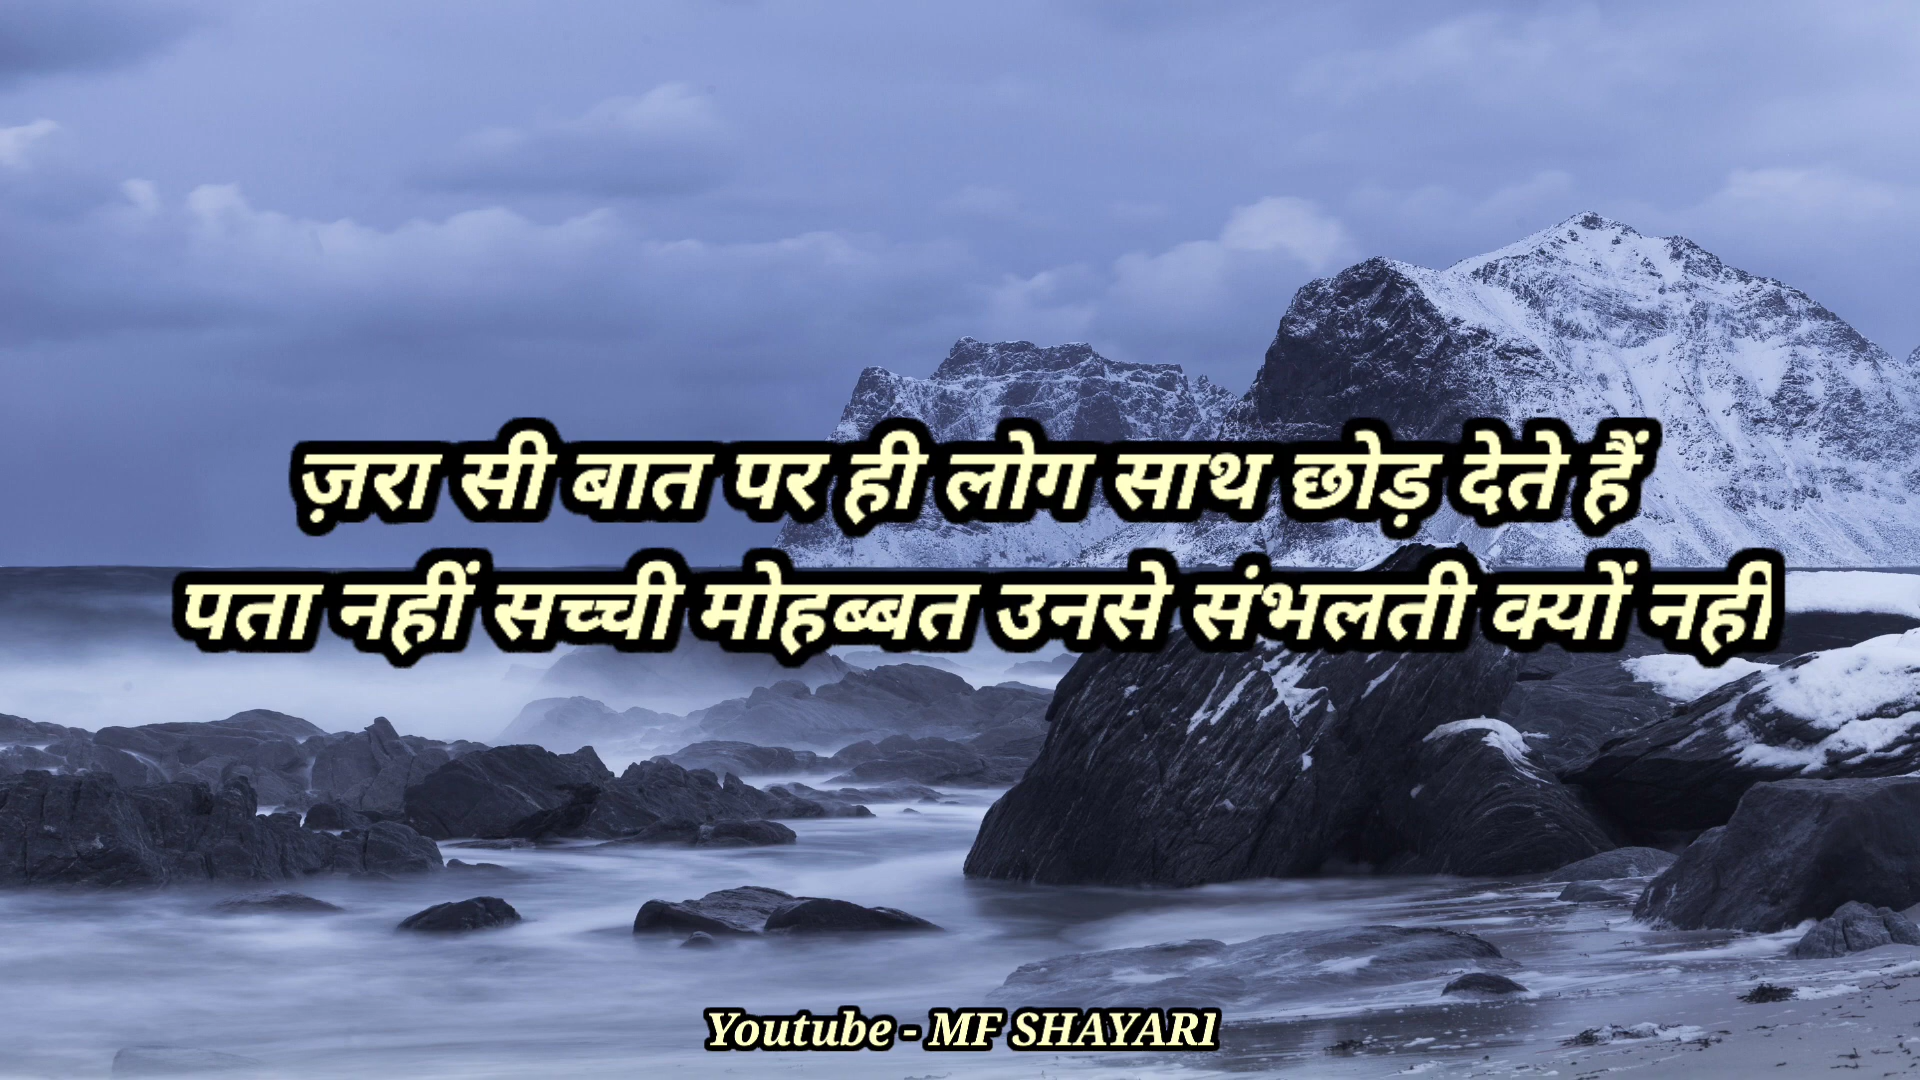 ज़रा सी बात पर ही लोग साथ छोड़ देते हैं
पता नहीं सच्ची मोहब्बत उनसे संभलती क्यों नही
Youtube - MF SHAYARI